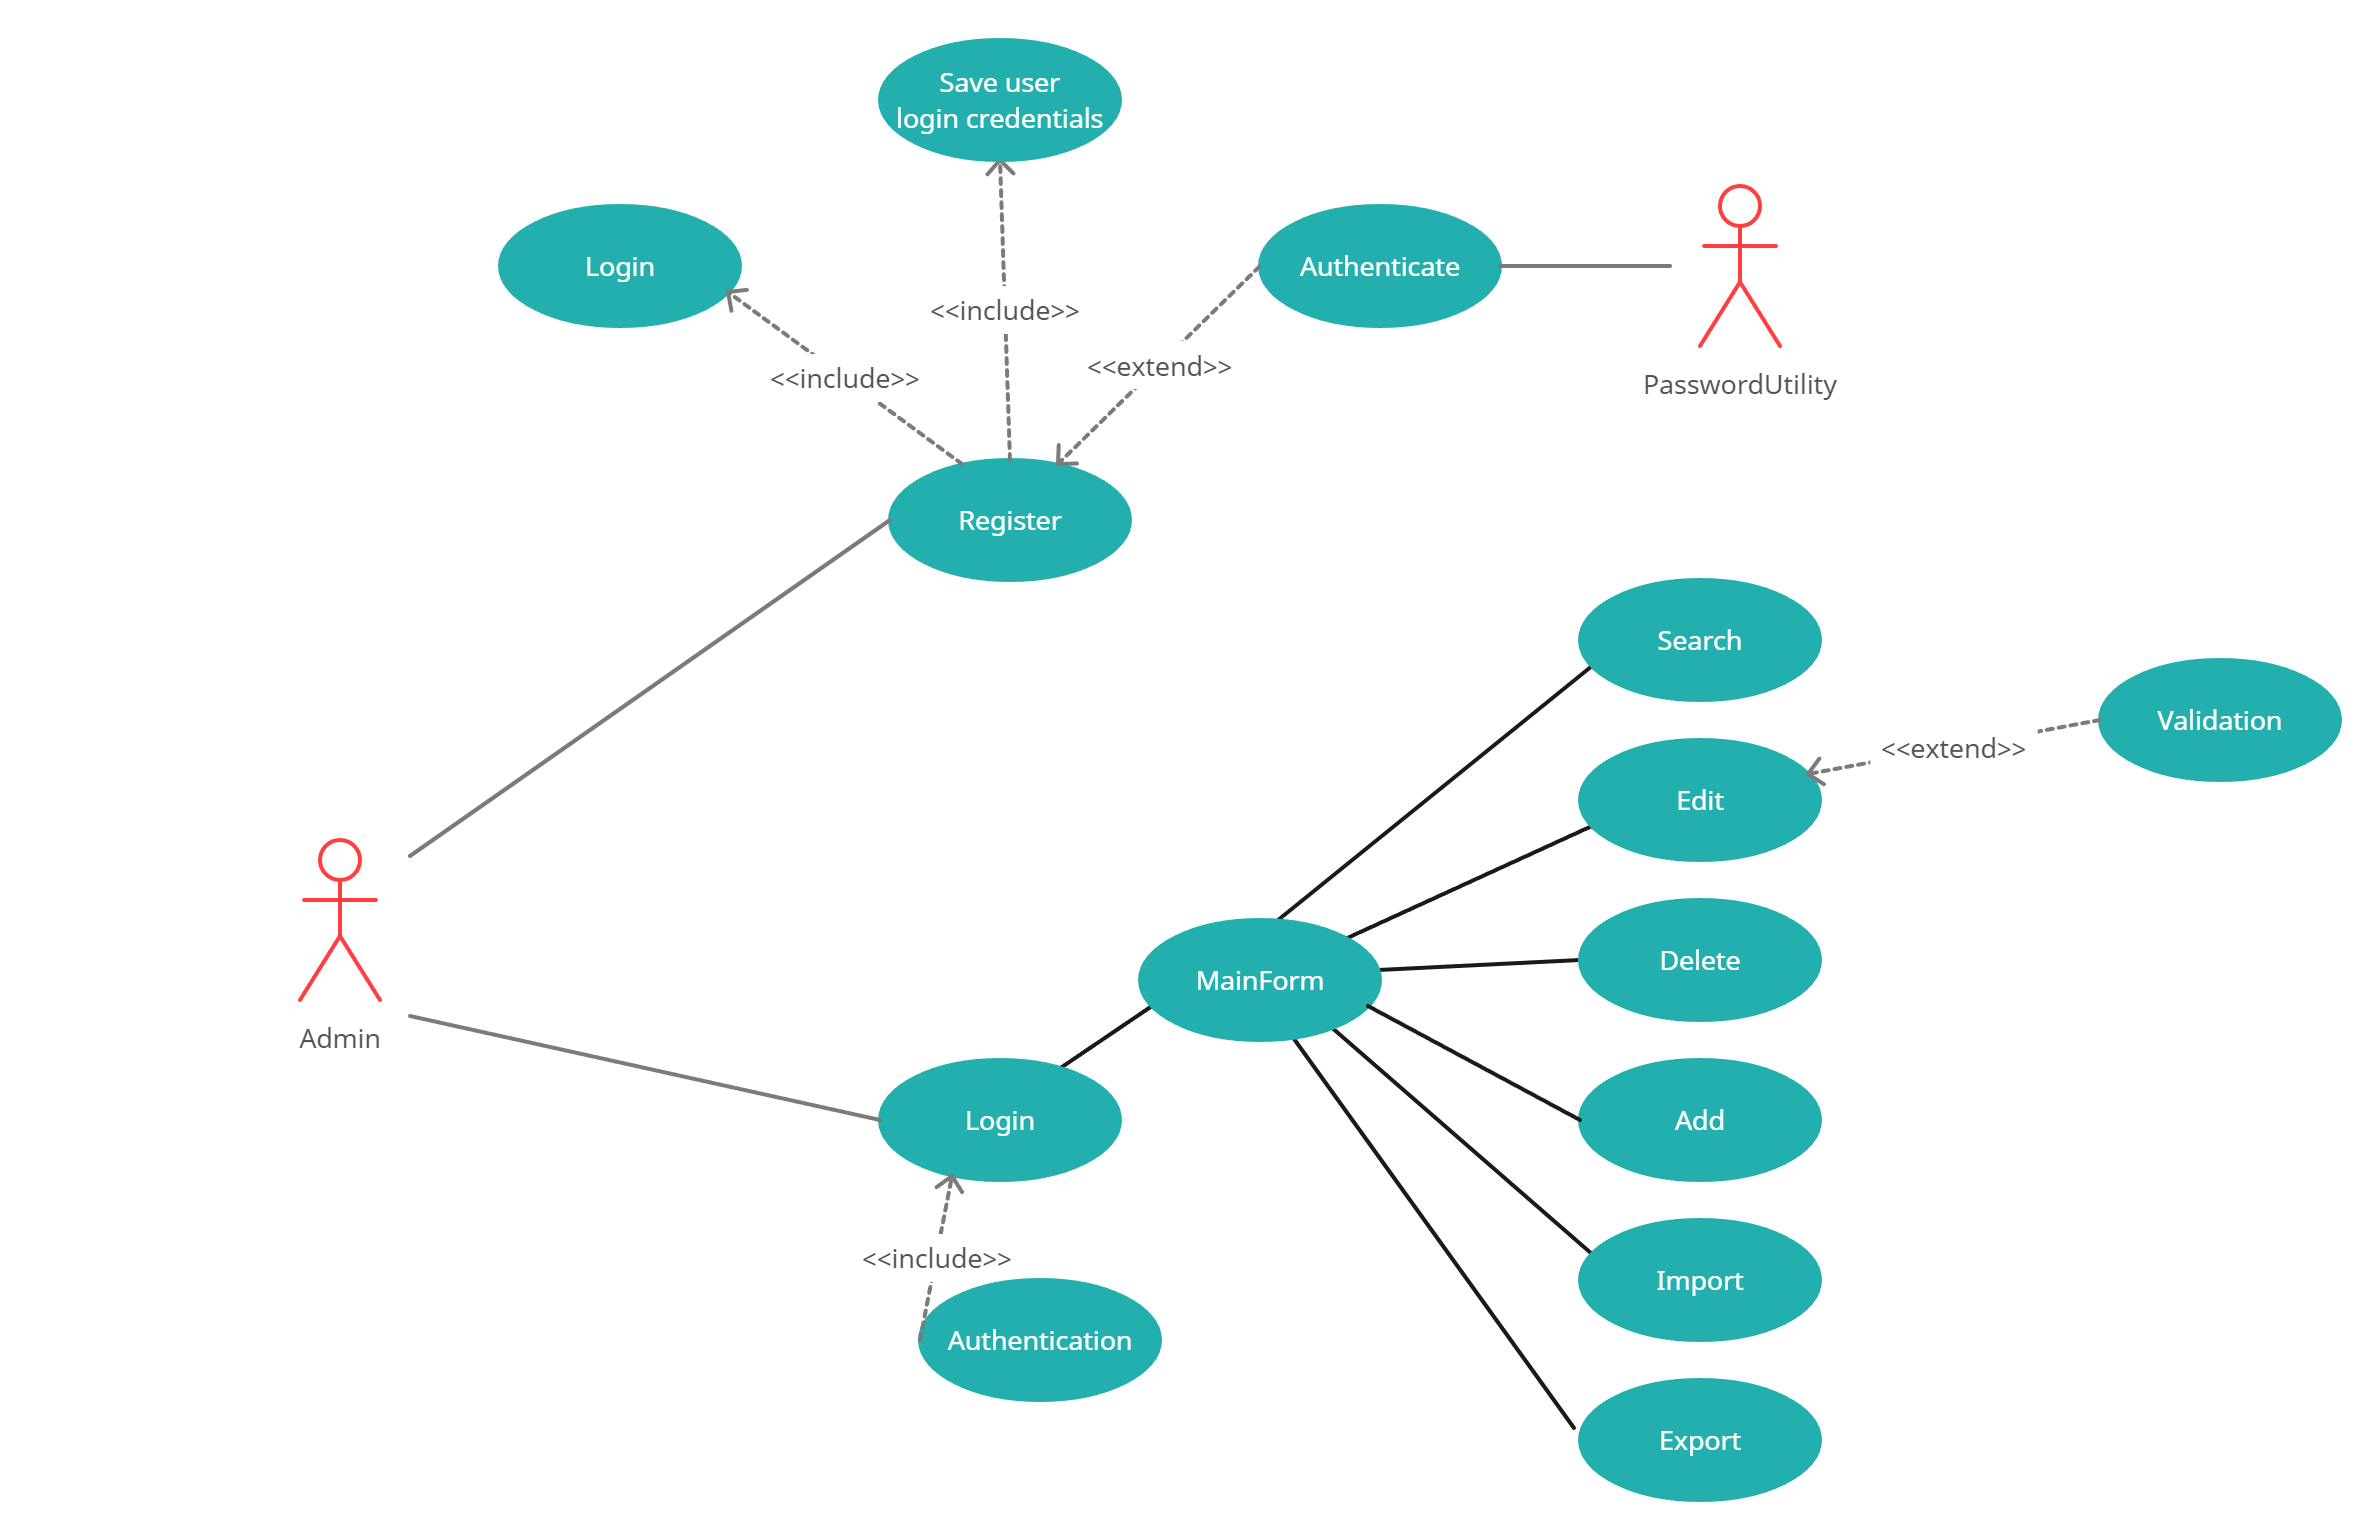 Save user
login credentials
Login
Authenticate
<<include>>
<<extend>>
<<include>>
PasswordUtility
Register
Search
Validation
<<extend>>
Edit
Delete
MainForm
Admin
Login
Add
<<include>>
Import
Authentication
Export